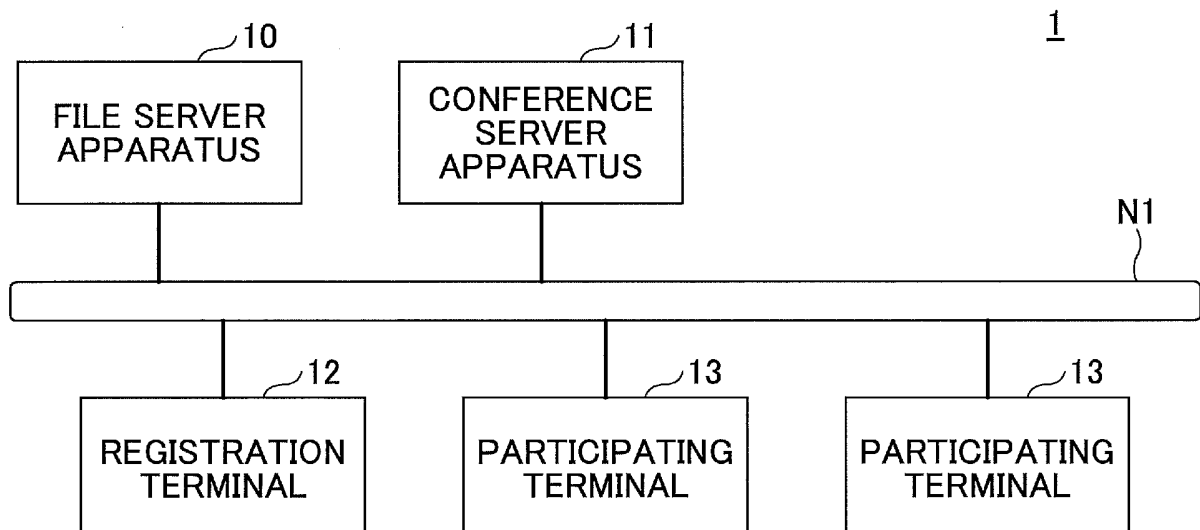 1
10
11
FILE SERVER
APPARATUS
CONFERENCE
SERVER
APPARATUS
N1
12
13
13
REGISTRATION
TERMINAL
PARTICIPATING
TERMINAL
PARTICIPATING
TERMINAL